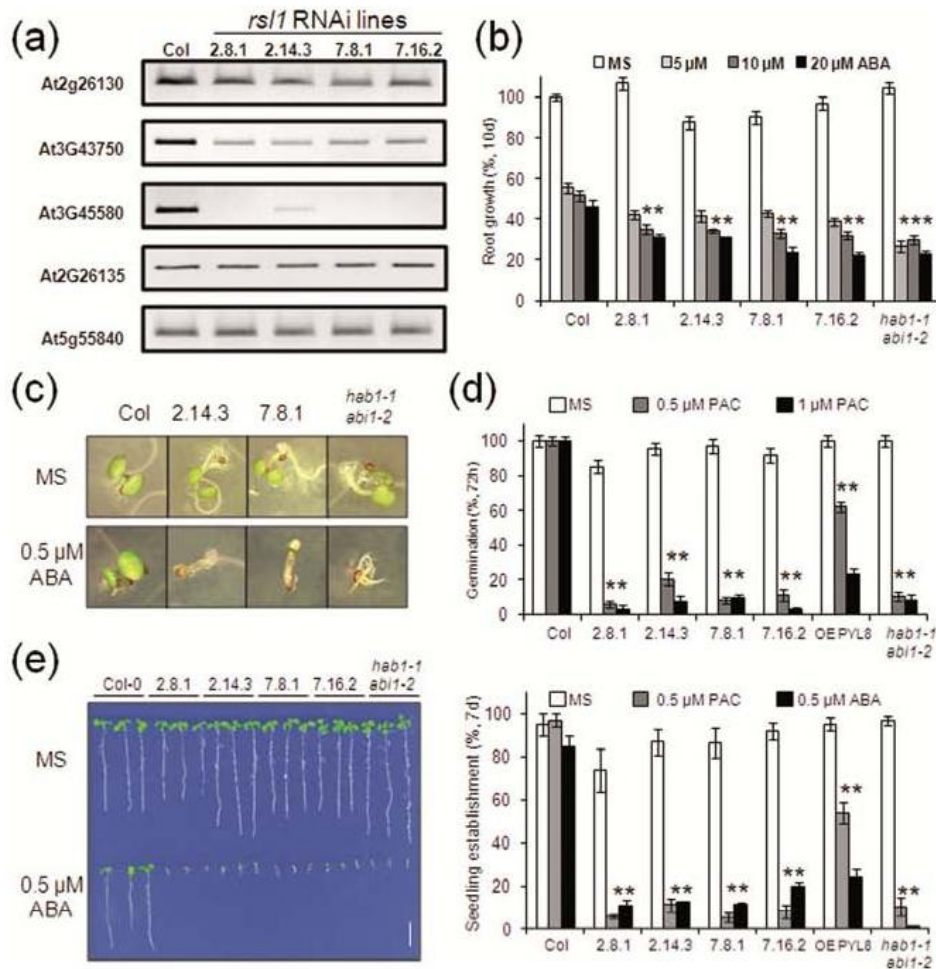 (a)
rsl1 RNAi lines
Col 2.8.1 2.14.3 7.8.1 7.16.2
At2g26130
At3G43750
At3G45580
At2G26135
At5g55840
(b)
MS 5 µM 10 µM 20 µM ABA
Root growth (%, 10d)
100
80
60
40
20
0
** ** ** ** ***
Col 2.8.1 2.14.3 7.8.1 7.16.2 hab1-1
abi1-2
(c)
Col 2.14.3 7.8.1 hab1-1
abi1-2
MS
0.5 µM
ABA
(d)
MS 0.5 µM PAC 1 µM PAC
Germination (%, 72h)
100
80
60
40
20
0
** ** ** ** ** **
Col 2.8.1 2.14.3 7.8.1 7.16.2 OE PYL8 hab1-1
abi1-2
(e)
Col-0 2.8.1 2.14.3 7.8.1 7.16.2 hab1-1
abi1-2
MS
0.5 µM
ABA
MS 0.5 µM PAC 0.5 µM ABA
Seedling establishment (%, 7d)
100
80
60
40
20
0
** ** ** ** ** **
Col 2.8.1 2.14.3 7.8.1 7.16.2 OE PYL8 hab1-1
abi1-2